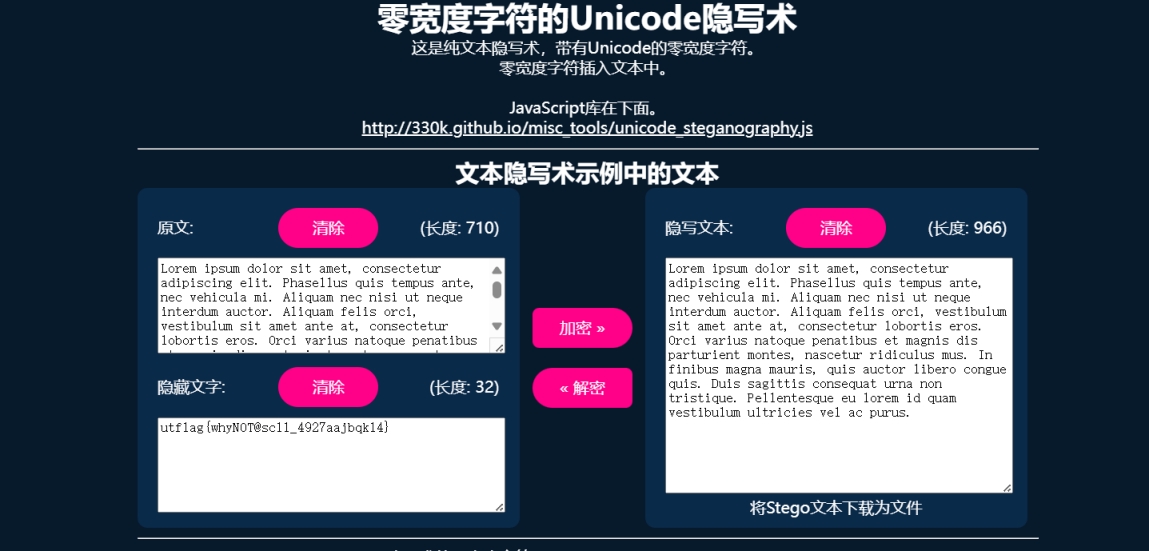 零宽度字符的Unicode隐写术
这是纯文本隐写术，带有Unicode的零宽度字符。
零宽度字符插入文本中。
JavaScript库在下面。
http://330k.github.io/misc_tools/unicode_steganography.js
文本隐写术示例中的文本
原文:
清除
(长度: 710)
Lorem ipsum dolor sit amet, consectetur
adipiscing elit. Phasellus quis tempus ante,
nec vehicula mi. Aliquam nec nisi ut neque
interdum auctor. Aliquam felis orci,
vestibulum sit amet ante at, consectetur
lobortis eros. Orci varius natoque penatibus
隐藏文字:
清除
(长度: 32)
utflag{whyNOT@sc11_4927aajbqk14}
加密 »
« 解密
隐写文本:
清除
(长度: 966)
Lorem ipsum dolor sit amet, consectetur
adipiscing elit. Phasellus quis tempus ante,
nec vehicula mi. Aliquam nec nisi ut neque
interdum auctor. Aliquam felis orci, vestibulum
sit amet ante at, consectetur lobortis eros.
Orci varius natoque penatibus et magnis dis
parturient montes, nascetur ridiculus mus. In
finibus magna mauris, quis auctor libero congue
quis. Duis sagittis consequat urna non
tristique. Pellentesque eu lorem id quam
vestibulum ultricies vel ac purus.
将Stego文本下载为文件